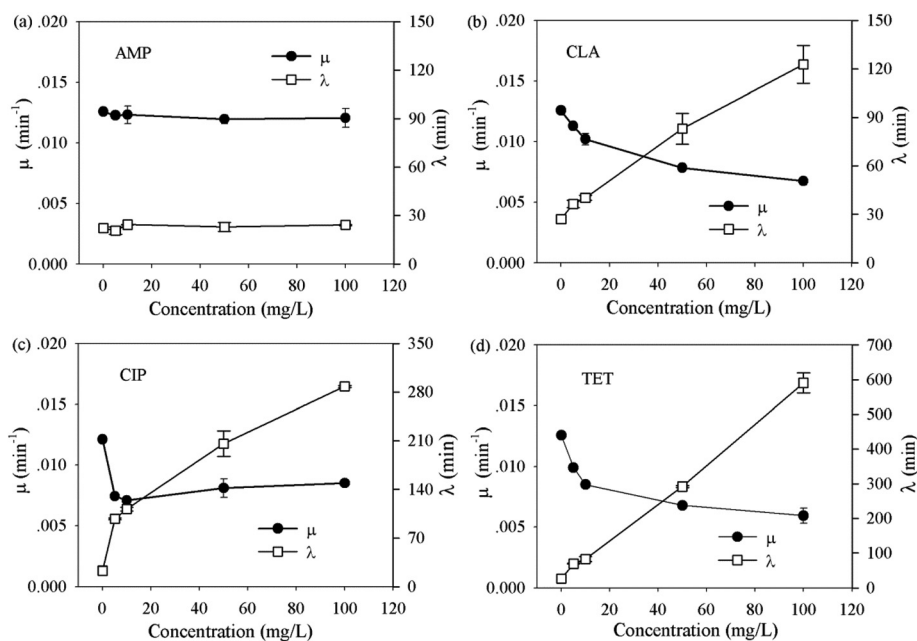 (a)
AMP
μ
λ
.020
.015
.010
.005
0.000
μ (min⁻¹)
150
120
90
60
30
0
λ (min)
0 20 40 60 80 100 120
Concentration (mg/L)
(b)
CLA
μ
λ
.020
.015
.010
.005
0.000
μ (min⁻¹)
150
120
90
60
30
0
λ (min)
0 20 40 60 80 100 120
Concentration (mg/L)
(c)
CIP
μ
λ
.020
.015
.010
.005
0.000
μ (min⁻¹)
350
280
210
140
70
0
λ (min)
0 20 40 60 80 100 120
Concentration (mg/L)
(d)
TET
μ
λ
.020
.015
.010
.005
0.000
μ (min⁻¹)
700
600
500
400
300
200
100
0
λ (min)
0 20 40 60 80 100 120
Concentration (mg/L)